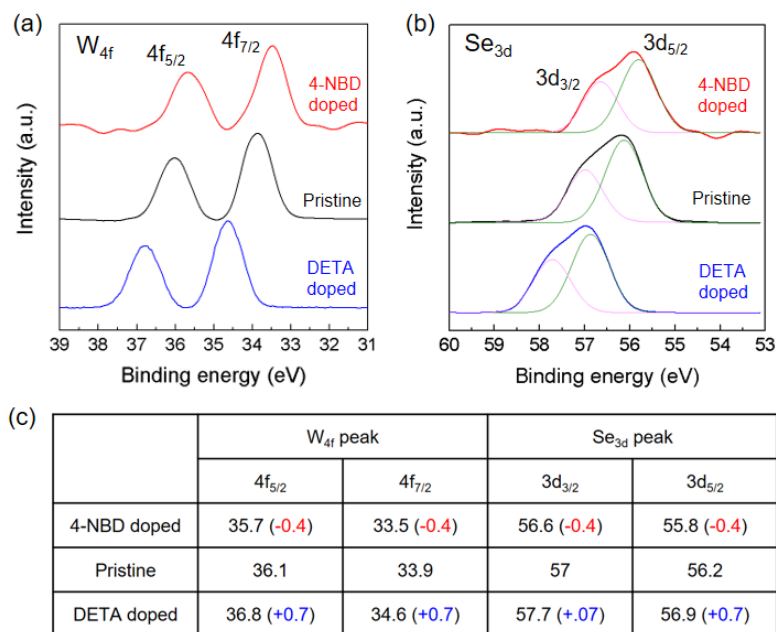 (a)
W4f
4f5/2
4f7/2
4-NBD
doped
Pristine
DETA
doped
Intensity (a.u.)
39 38 37 36 35 34 33 32 31
Binding energy (eV)
(b)
Se3d
3d3/2
3d5/2
4-NBD
doped
Pristine
DETA
doped
Intensity (a.u.)
60 59 58 57 56 55 54 53
Binding energy (eV)
(c)
W4f peak Se3d peak
4f5/2 4f7/2 3d3/2 3d5/2
4-NBD doped 35.7 (-0.4) 33.5 (-0.4) 56.6 (-0.4) 55.8 (-0.4)
Pristine 36.1 33.9 57 56.2
DETA doped 36.8 (+0.7) 34.6 (+0.7) 57.7 (+.07) 56.9 (+0.7)